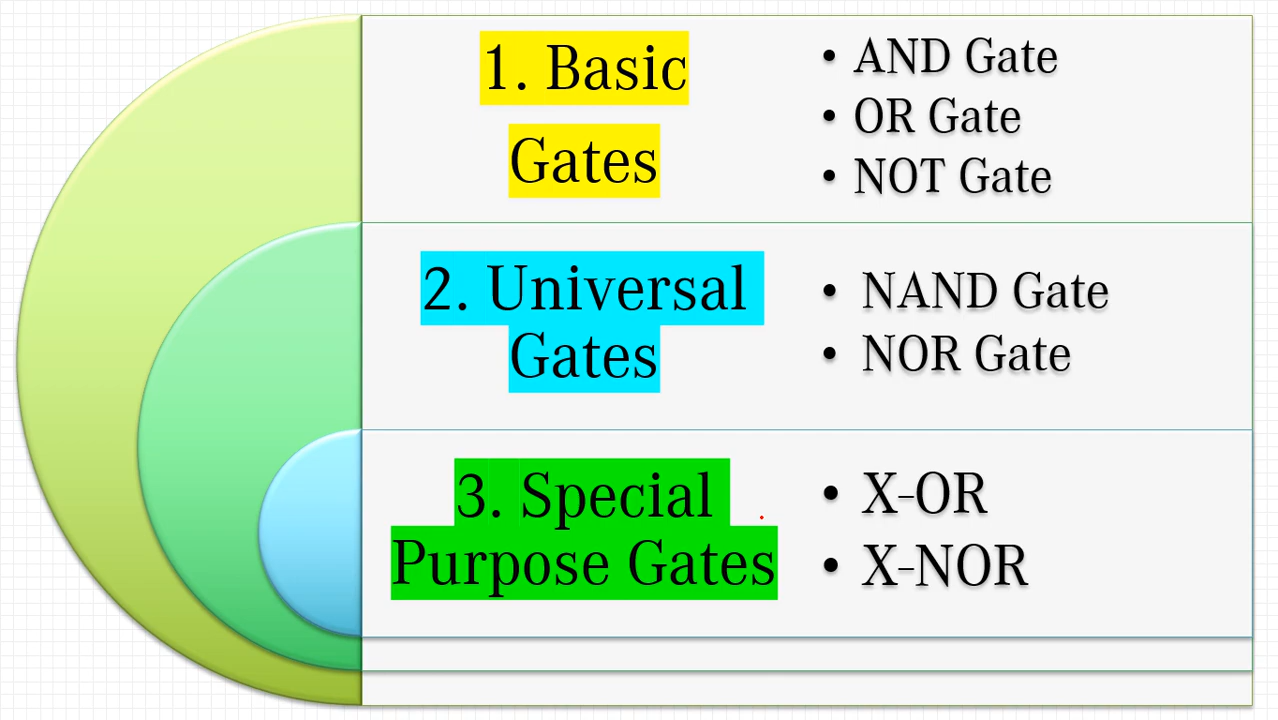 1. Basic
Gates
• AND Gate
• OR Gate
• NOT Gate
2. Universal
Gates
• NAND Gate
• NOR Gate
3. Special
Purpose Gates
• X-OR
• X-NOR